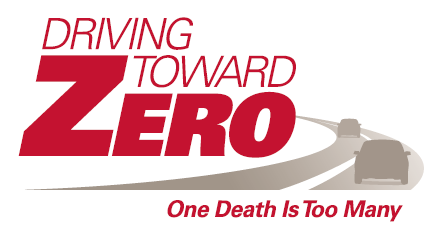 DRIVING
TOWARD
ZERO
One Death Is Too Many